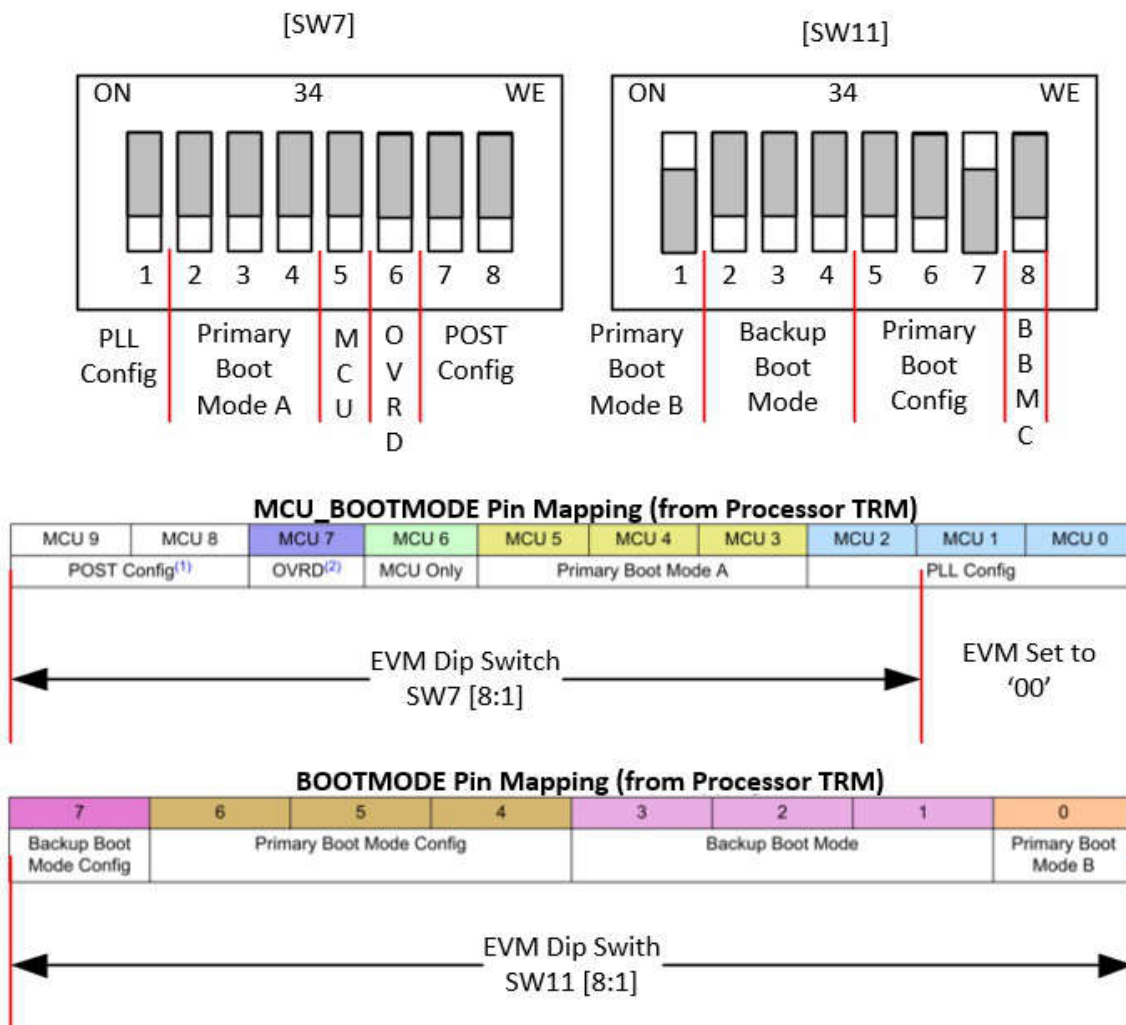 [SW7]
[SW11]
ON 34 WE
1 2 3 4 5 6 7 8
PLL
Config
Primary
Boot
Mode A
M
C
U
O
V
R
D
POST
Config
ON 34 WE
1 2 3 4 5 6 7 8
Primary
Boot
Mode B
Backup
Boot
Mode
Primary
Boot
Config
B
B
M
C
MCU_BOOTMODE Pin Mapping (from Processor TRM)
MCU 9 MCU 8 MCU 7 MCU 6 MCU 5 MCU 4 MCU 3 MCU 2 MCU 1 MCU 0
POST Config(1) OVRD(2) MCU Only Primary Boot Mode A PLL Config
EVM Dip Switch
SW7 [8:1]
EVM Set to
‘00’
BOOTMODE Pin Mapping (from Processor TRM)
7 6 5 4 3 2 1 0
Backup Boot
Mode Config
Primary Boot Mode Config
Backup Boot Mode
Primary Boot
Mode B
EVM Dip Swith
SW11 [8:1]